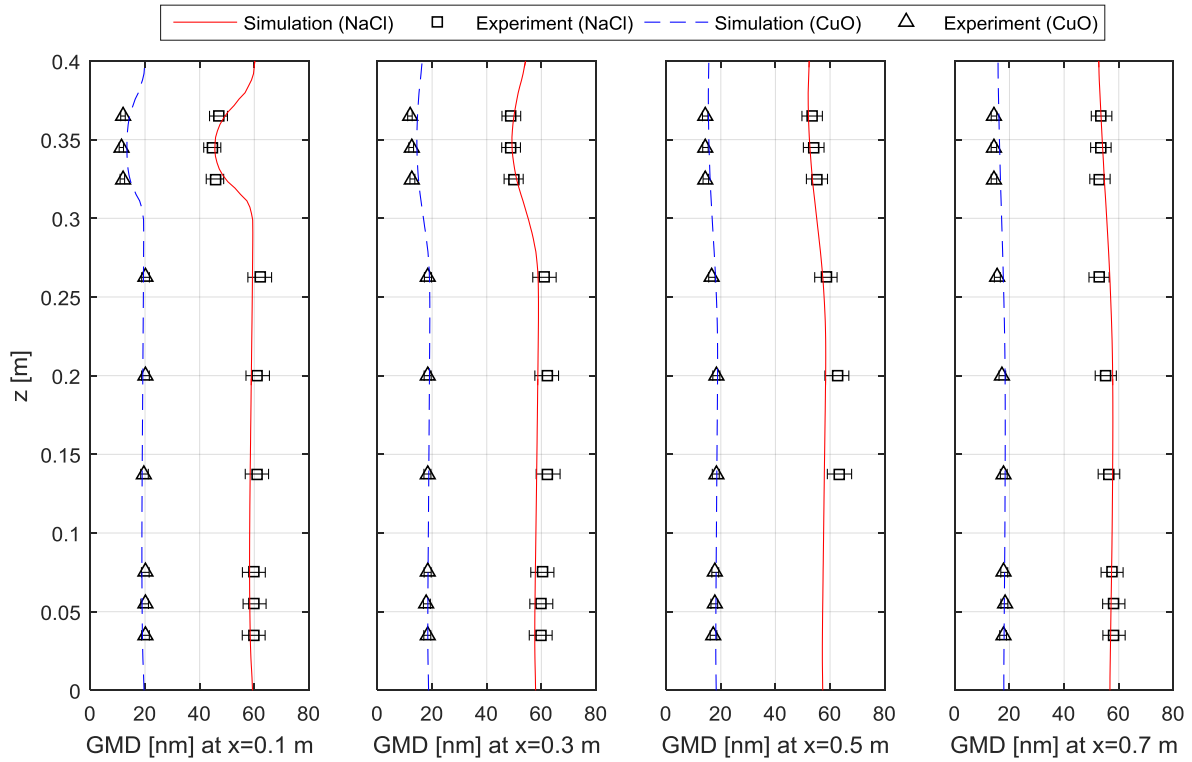 Simulation (NaCl) Experiment (NaCl) Simulation (CuO) Experiment (CuO)
z [m]
0.4
0.35
0.3
0.25
0.2
0.15
0.1
0.05
0
0 20 40 60 80
GMD [nm] at x=0.1 m
0 20 40 60 80
GMD [nm] at x=0.3 m
0 20 40 60 80
GMD [nm] at x=0.5 m
0 20 40 60 80
GMD [nm] at x=0.7 m